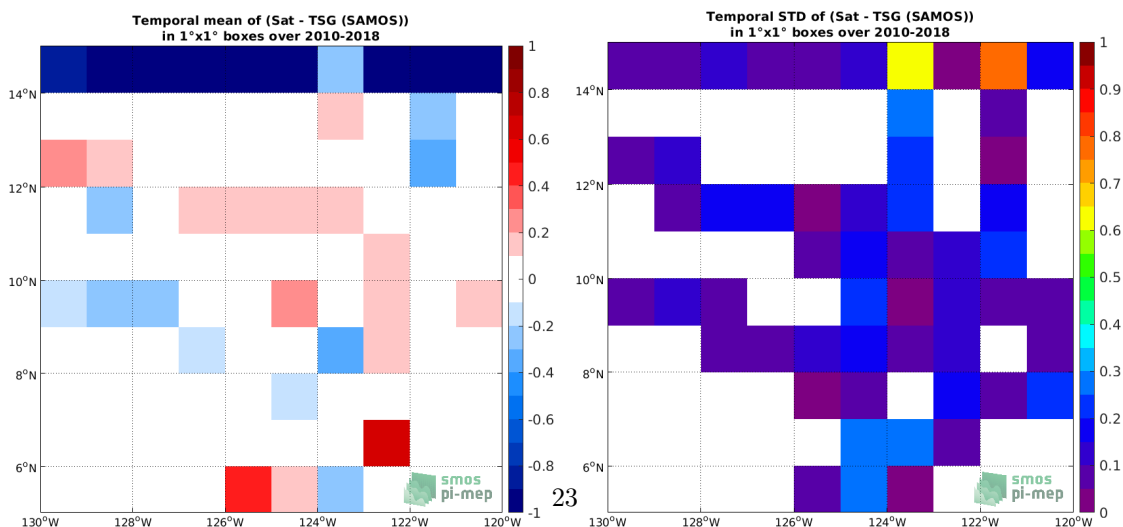 Temporal mean of (Sat - TSG (SAMOS))
in 1°x1° boxes over 2010-2018
14°N
12°N
10°N
8°N
6°N
130°W
128°W
126°W
124°W
122°W
120°W
1
0.8
0.6
0.4
0.2
0
-0.2
-0.4
-0.6
-0.8
-1
smos
pi-mep
23
Temporal STD of (Sat - TSG (SAMOS))
in 1°x1° boxes over 2010-2018
14°N
12°N
10°N
8°N
6°N
130°W
128°W
126°W
124°W
122°W
120°W
1
0.9
0.8
0.7
0.6
0.5
0.4
0.3
0.2
0.1
0
smos
pi-mep